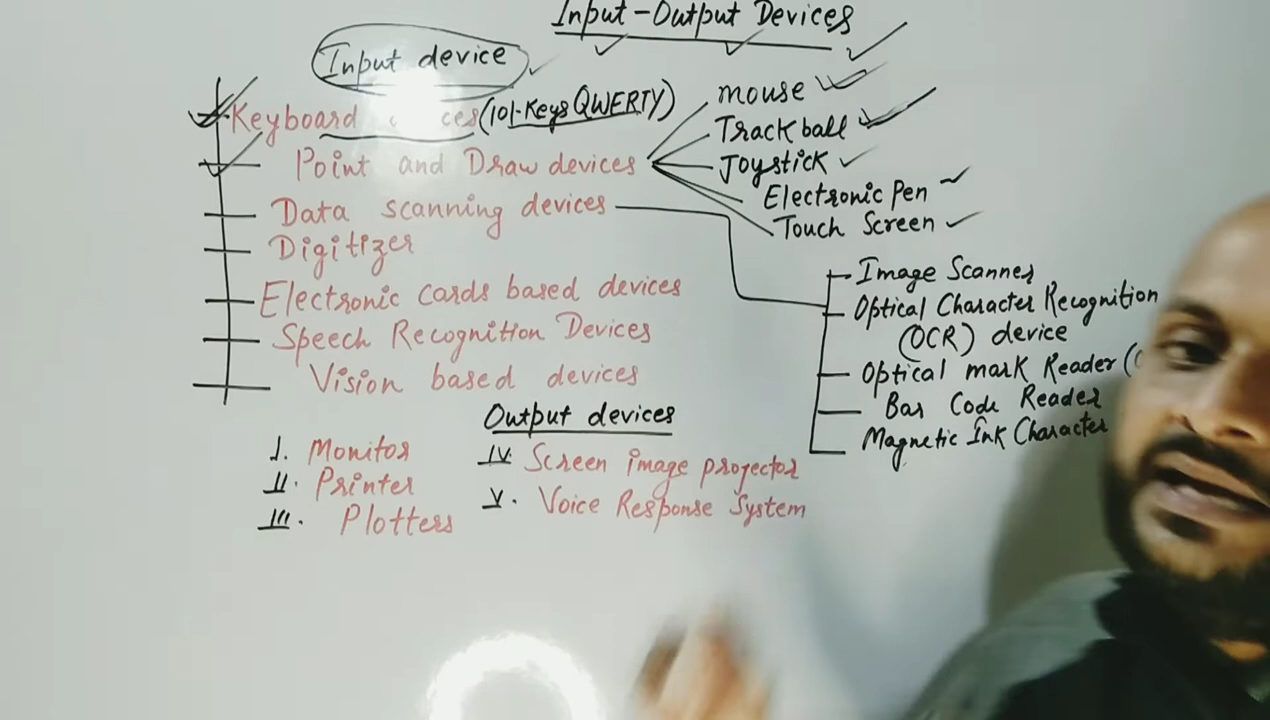 Input-Output Devices
Input device
Keyboard (101-Keys QWERTY)
Point and Draw devices
mouse
Trackball
Joystick
Electronic Pen
Touch Screen
Data scanning devices
Image Scanner
Optical Character Recognition
(OCR) device
Optical mark Reader
Bar Code Reader
Magnetic Ink Character
Digitizer
Electronic cards based devices
Speech Recognition Devices
Vision based devices
Output devices
I. Monitor
II. Printer
III. Plotters
IV. Screen image projector
V. Voice Response System